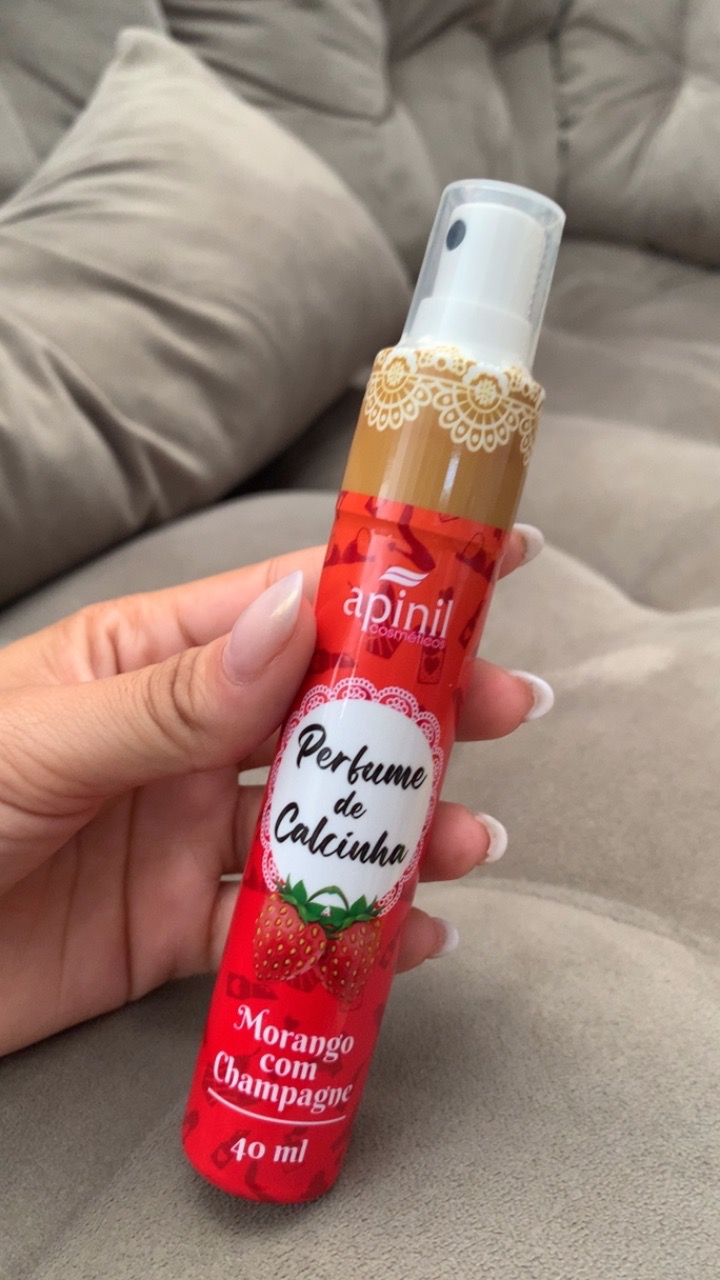 apinil
cosméticos
Perfume
de
Calcinha
Morango
com
Champagne
40 ml